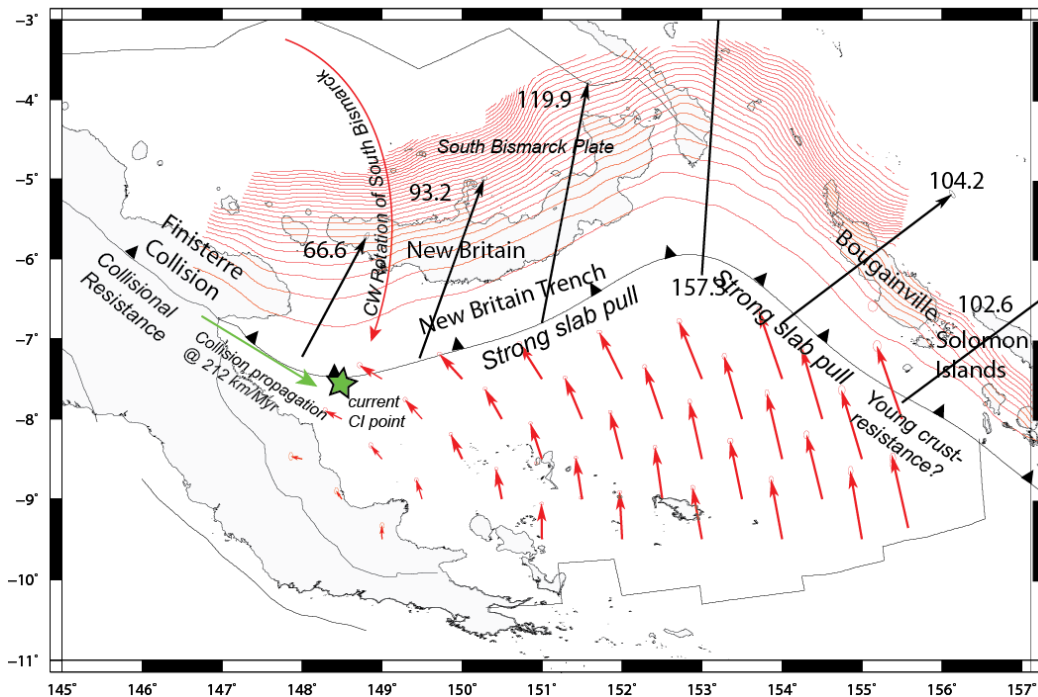 −3°
−4°
−5°
−6°
−7°
−8°
−9°
−10°
−11°
CW Rotation of South Bismarck
119.9
South Bismarck Plate
93.2
104.2
66.6
New Britain
Finisterre
Collision
Collisional
Resistance
New Britain Trench
Strong slab pull
157.5
Strong slab pull
Bougainville
102.6
Solomon
Islands
Collision propagation
@ 212 km/Myr
current
CI point
Young crust-
resistance?
145° 146° 147° 148° 149° 150° 151° 152° 153° 154° 155° 156° 157°